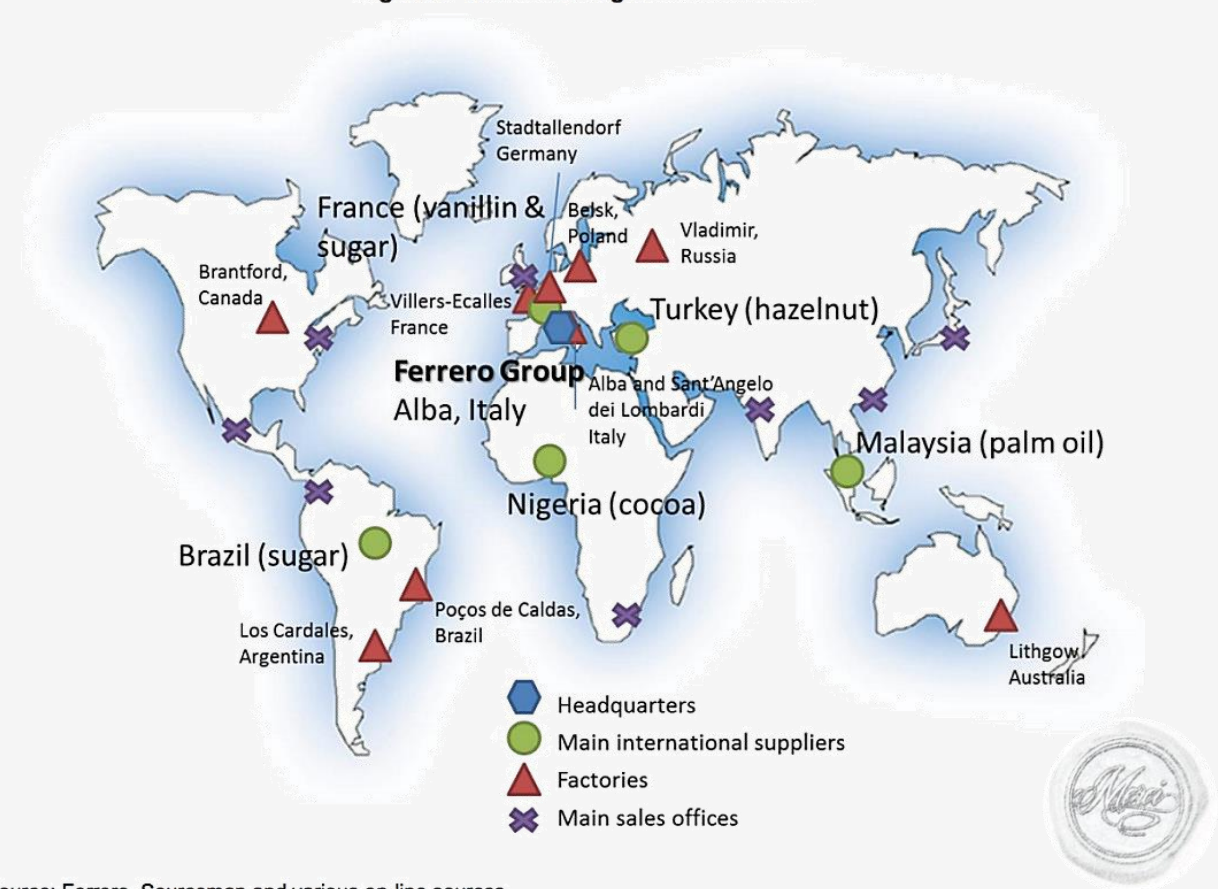 Stadtallendorf
Germany
France (vanillin &
sugar)
Belsk,
Poland
Vladimir,
Russia
Brantford,
Canada
Villers-Ecalles
France
Turkey (hazelnut)
Ferrero Group
Alba, Italy
Alba and Sant'Angelo
dei Lombardi
Italy
Malaysia (palm oil)
Nigeria (cocoa)
Brazil (sugar)
Poços de Caldas,
Brazil
Los Cardales,
Argentina
Lithgow,
Australia
Headquarters
Main international suppliers
Factories
Main sales offices
Ferrero, Sourcemap and various on-line sources